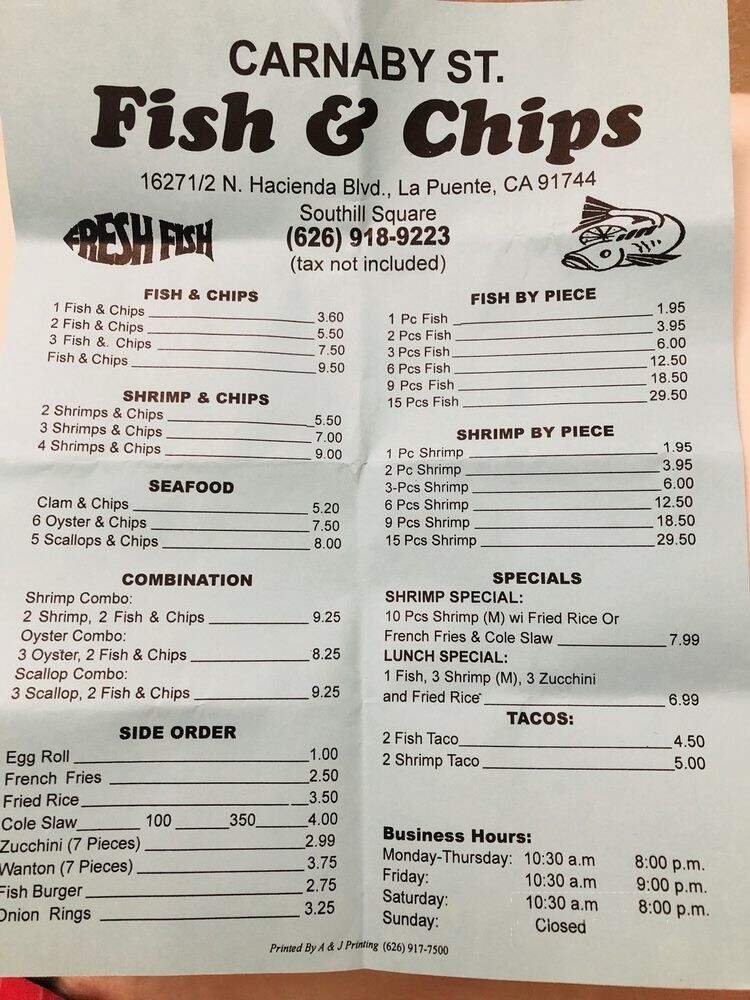 CARNABY ST.
Fish & Chips
16271/2 N. Hacienda Blvd., La Puente, CA 91744
Southill Square
FRESH FISH
(626) 918-9223
(tax not included)
FISH & CHIPS
1 Fish & Chips 3.60
2 Fish & Chips 5.50
3 Fish &. Chips 7.50
Fish & Chips 9.50
SHRIMP & CHIPS
2 Shrimps & Chips 5.50
3 Shrimps & Chips 7.00
4 Shrimps & Chips 9.00
SEAFOOD
Clam & Chips 5.20
6 Oyster & Chips 7.50
5 Scallops & Chips 8.00
COMBINATION
Shrimp Combo:
2 Shrimp, 2 Fish & Chips 9.25
Oyster Combo:
3 Oyster, 2 Fish & Chips 8.25
Scallop Combo:
3 Scallop, 2 Fish & Chips 9.25
SIDE ORDER
Egg Roll 1.00
French Fries 2.50
Fried Rice 3.50
Cole Slaw 100 350 4.00
Zucchini (7 Pieces) 2.99
Wanton (7 Pieces) 3.75
Fish Burger 2.75
Onion Rings 3.25
FISH BY PIECE
1 Pc Fish 1.95
2 Pcs Fish 3.95
3 Pcs Fish 6.00
6 Pcs Fish 12.50
9 Pcs Fish 18.50
15 Pcs Fish 29.50
SHRIMP BY PIECE
1 Pc Shrimp 1.95
2 Pc Shrimp 3.95
3-Pcs Shrimp 6.00
6 Pcs Shrimp 12.50
9 Pcs Shrimp 18.50
15 Pcs Shrimp 29.50
SPECIALS
SHRIMP SPECIAL:
10 Pcs Shrimp (M) wi Fried Rice Or
French Fries & Cole Slaw 7.99
LUNCH SPECIAL:
1 Fish, 3 Shrimp (M), 3 Zucchini
and Fried Rice 6.99
TACOS:
2 Fish Taco 4.50
2 Shrimp Taco 5.00
Business Hours:
Monday-Thursday: 10:30 a.m 8:00 p.m.
Friday: 10:30 a.m 9:00 p.m.
Saturday: 10:30 a.m 8:00 p.m.
Sunday: Closed
Printed By A & J Printing (626) 917-7500